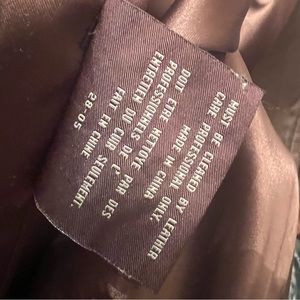 MUST BE CLEANED BY LEATHER
CARE PROFESSIONAL ONLY.
MADE IN CHINA
DOIT ETRE NETTOYE PAR DES
PROFESSIONNELS DE L'
ENTRETIEN DU CUIR SEULEMENT.
FAIT EN CHINE
28-05